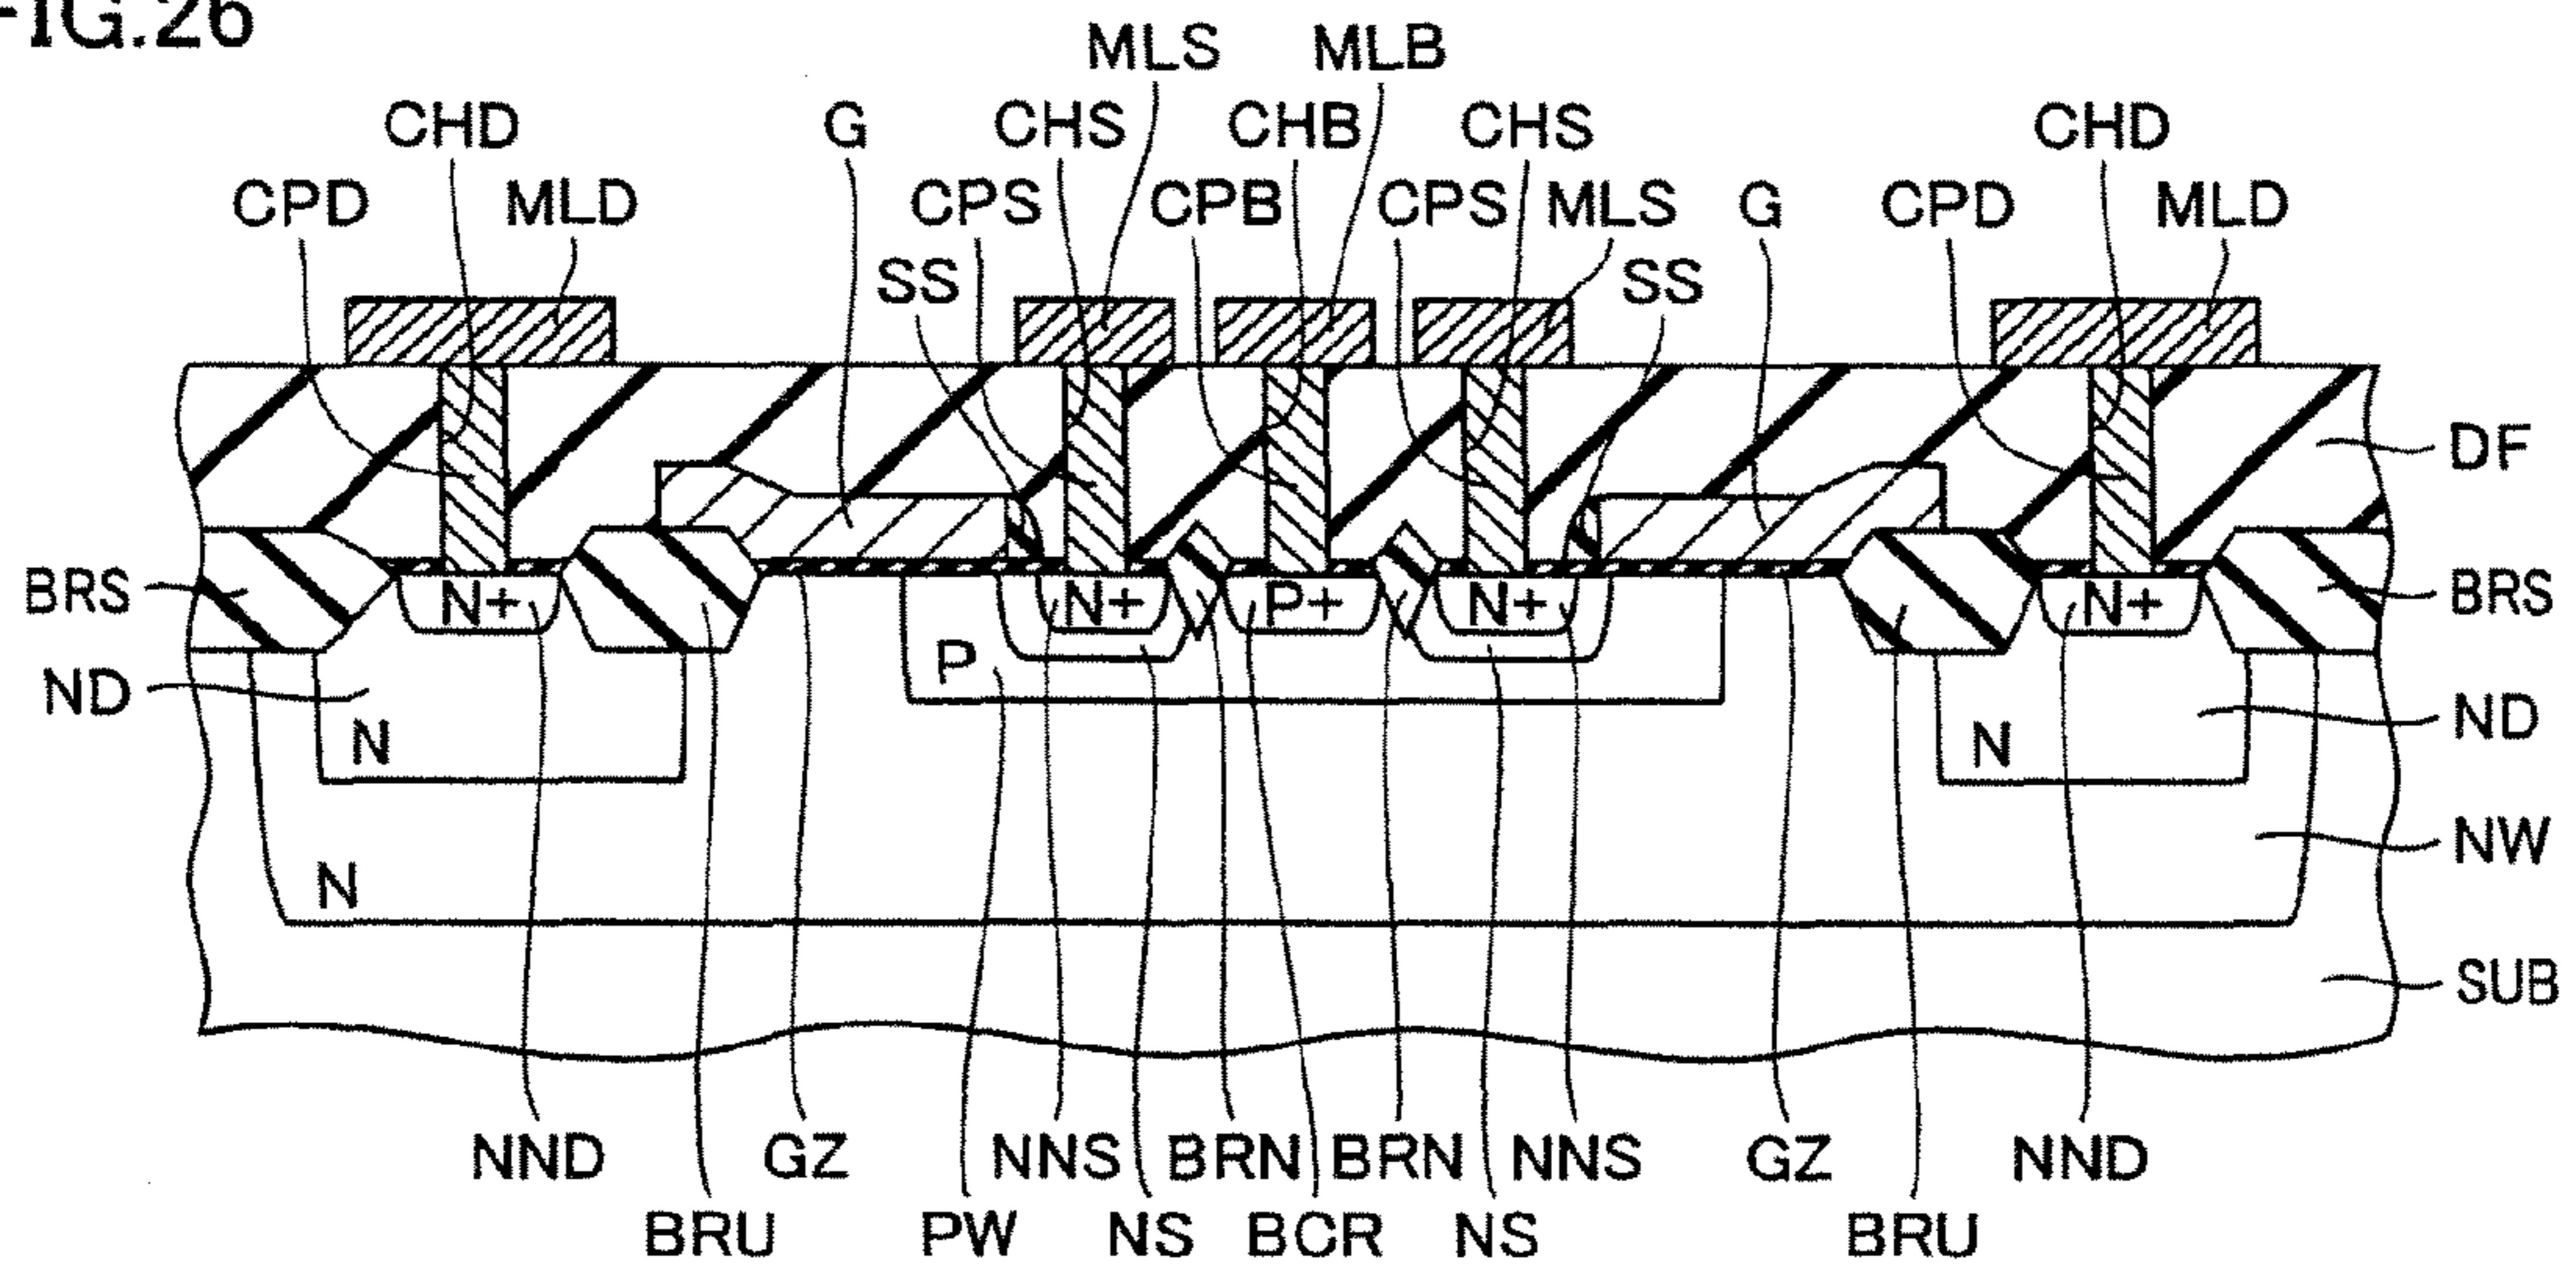 FIG.26
MLS MLB
CHD G CHS CHB CHS CHD
CPD MLD CPS CPB CPS MLS G CPD MLD
SS SS
DF
BRS N+ N+ P+ N+ N+ BRS
P
ND ND
N N
NW
N
SUB
NND GZ NNS BRN BRN NNS GZ NND
BRU PW NS BCR NS BRU